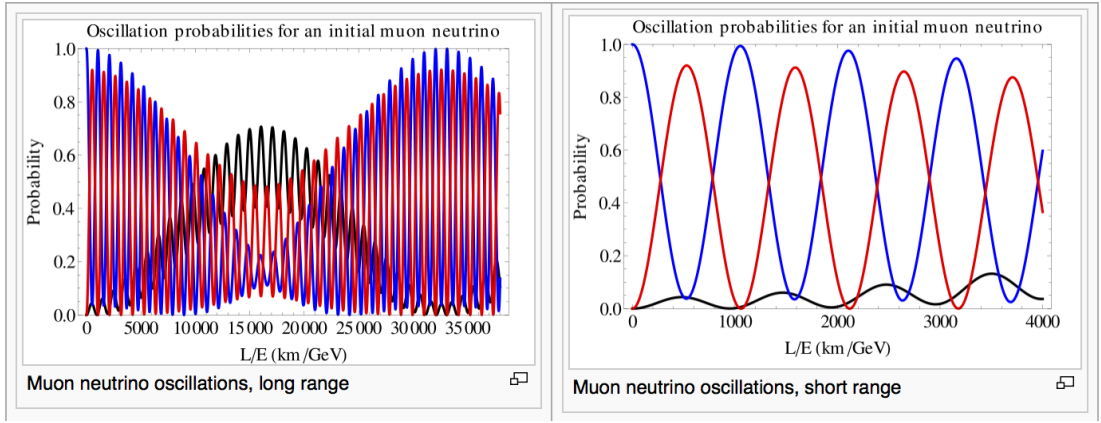 Oscillation probabilities for an initial muon neutrino
1.0
0.8
0.6
0.4
0.2
0.0
Probability
0 5000 10000 15000 20000 25000 30000 35000
L/E (km/GeV)
Muon neutrino oscillations, long range
Oscillation probabilities for an initial muon neutrino
1.0
0.8
0.6
0.4
0.2
0.0
Probability
0 1000 2000 3000 4000
L/E (km/GeV)
Muon neutrino oscillations, short range